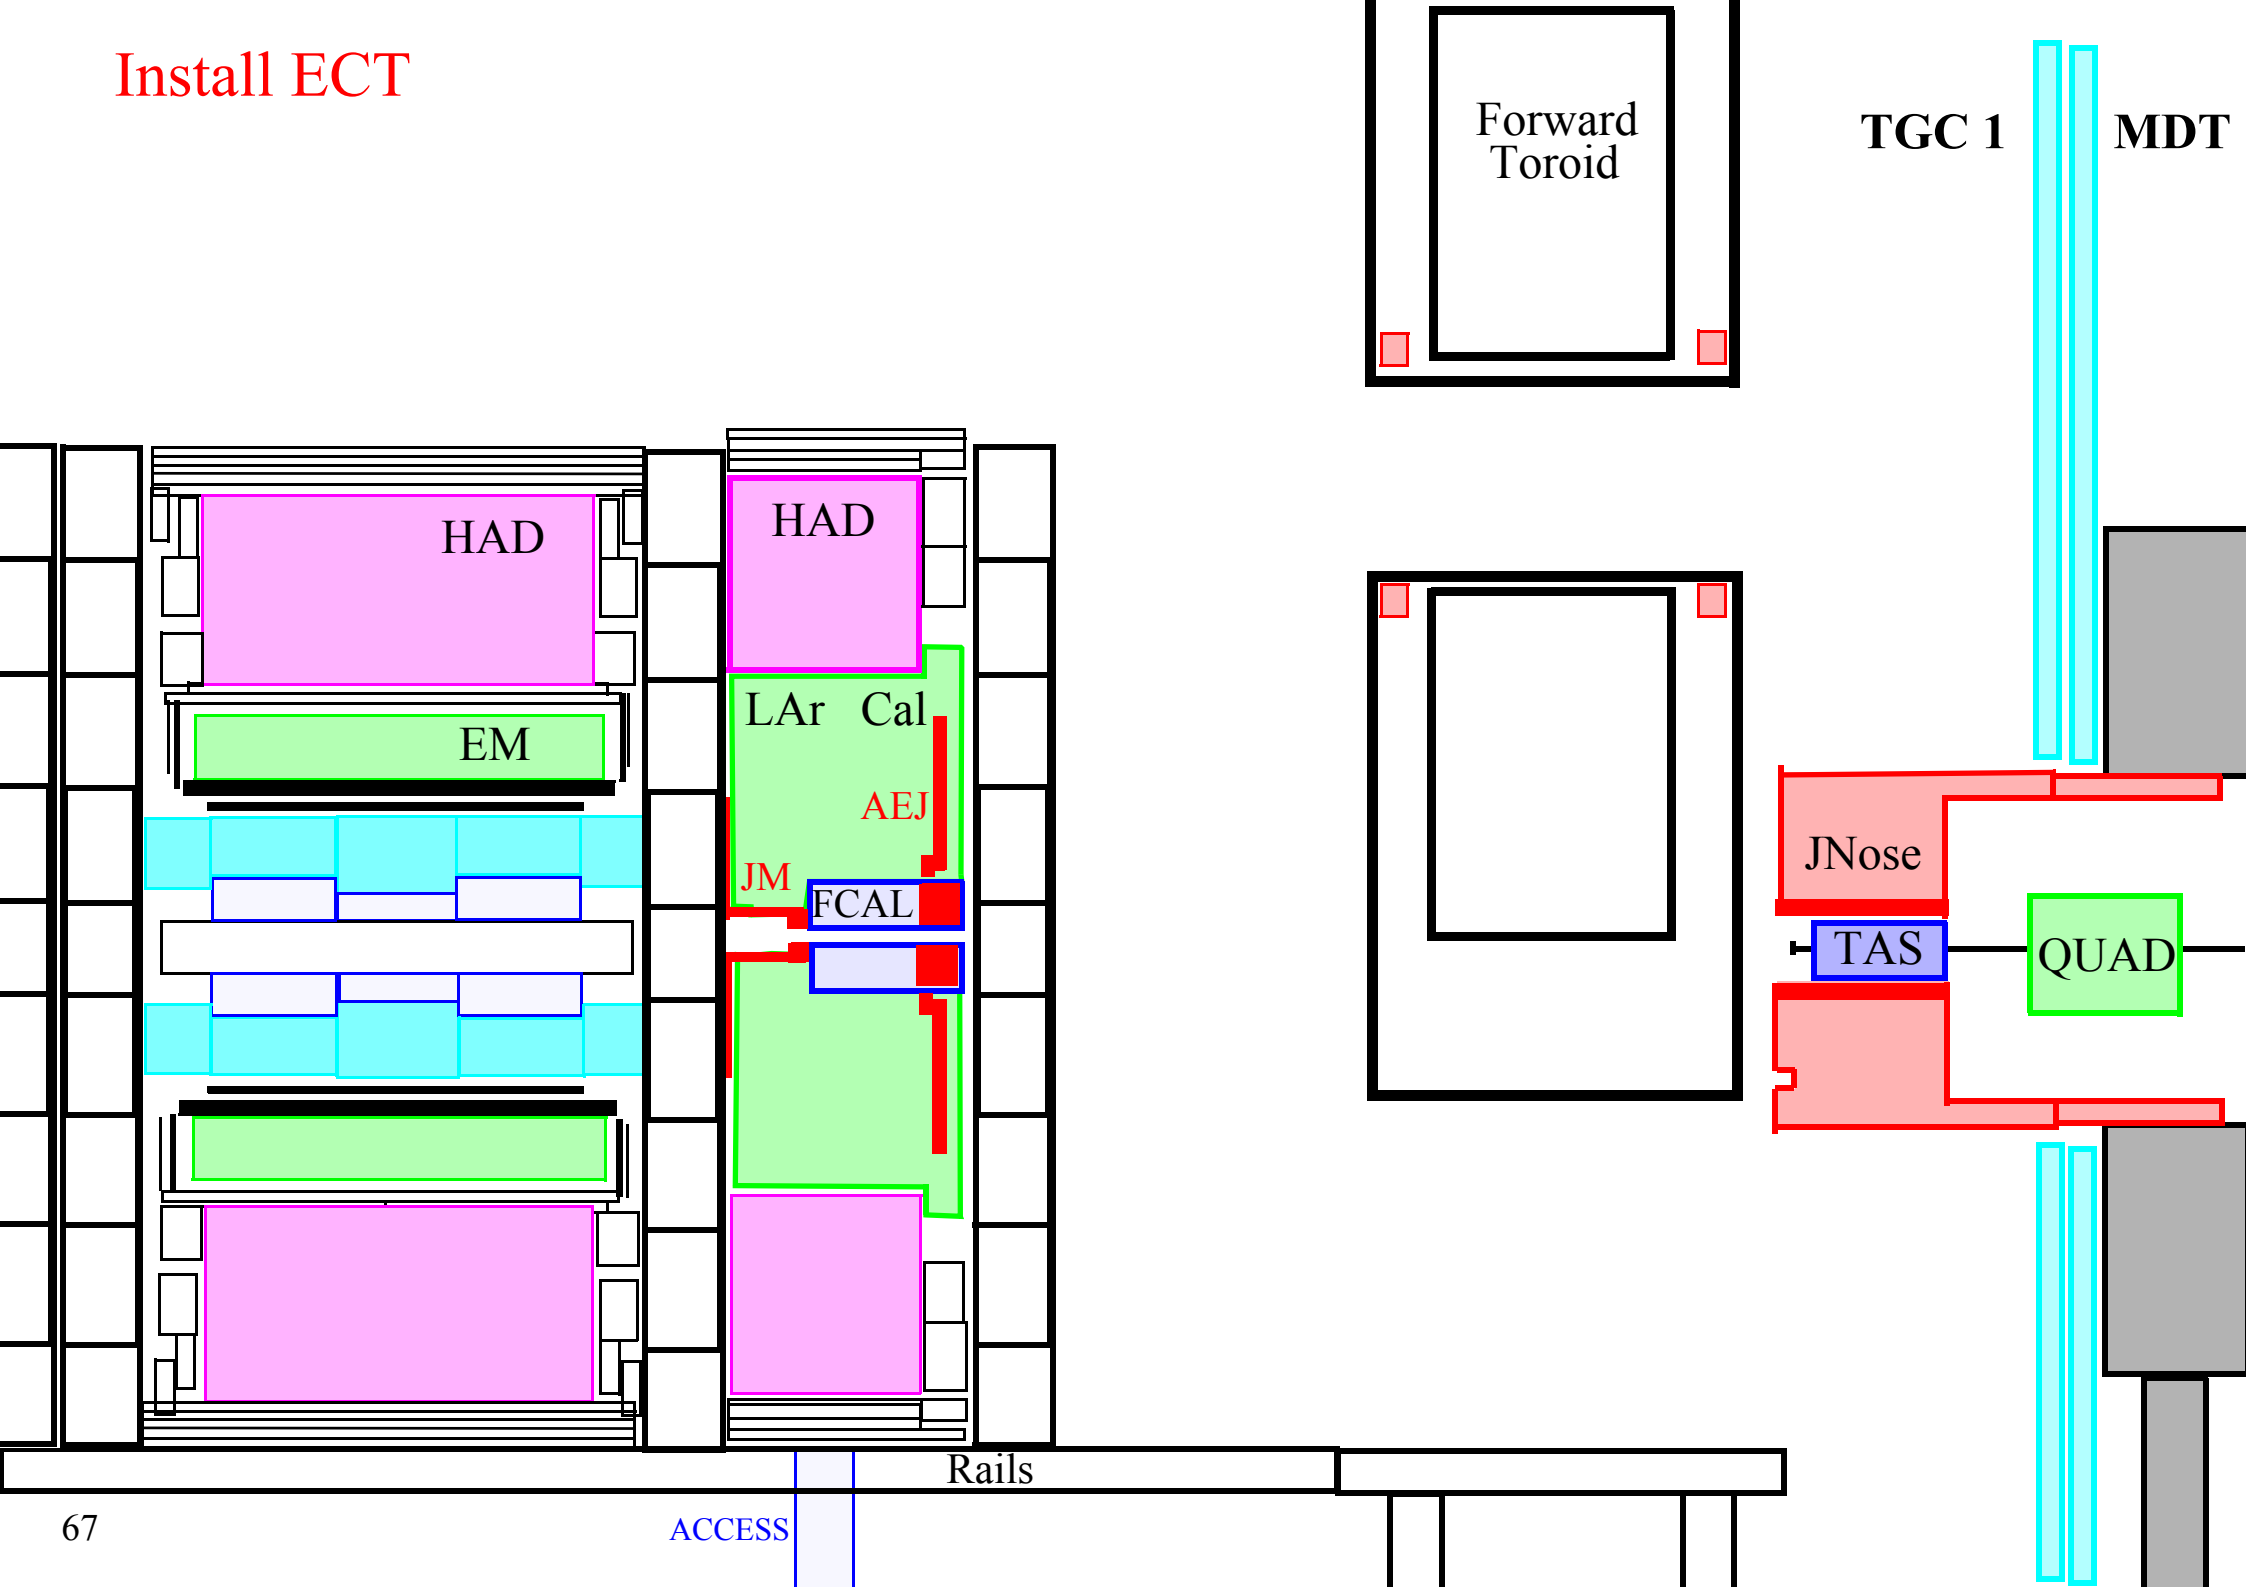 Install ECT
Forward
Toroid
TGC 1
MDT
HAD
HAD
LAr Cal
EM
AEJ
JM
FCAL
JNose
TAS
QUAD
Rails
67
ACCESS